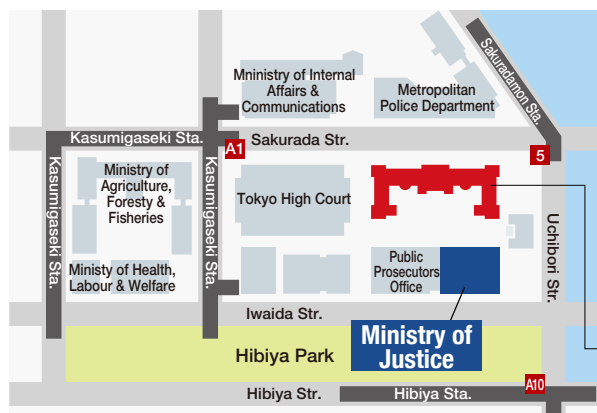 Mninistry of Internal
Affairs &
Communications
Metropolitan
Police Department
Sakuradamon Sta.
Kasumigaseki Sta.
A1
Sakurada Str.
5
Kasumigaseki Sta.
Ministry of
Agriculture,
Foresty &
Fisheries
Kasumigaseki Sta.
Tokyo High Court
Uchibori Str.
Ministy of Health,
Labour & Welfare
Public
Prosecutors
Office
Iwaida Str.
Ministry of
Justice
Hibiya Park
Hibiya Str.
Hibiya Sta.
A10